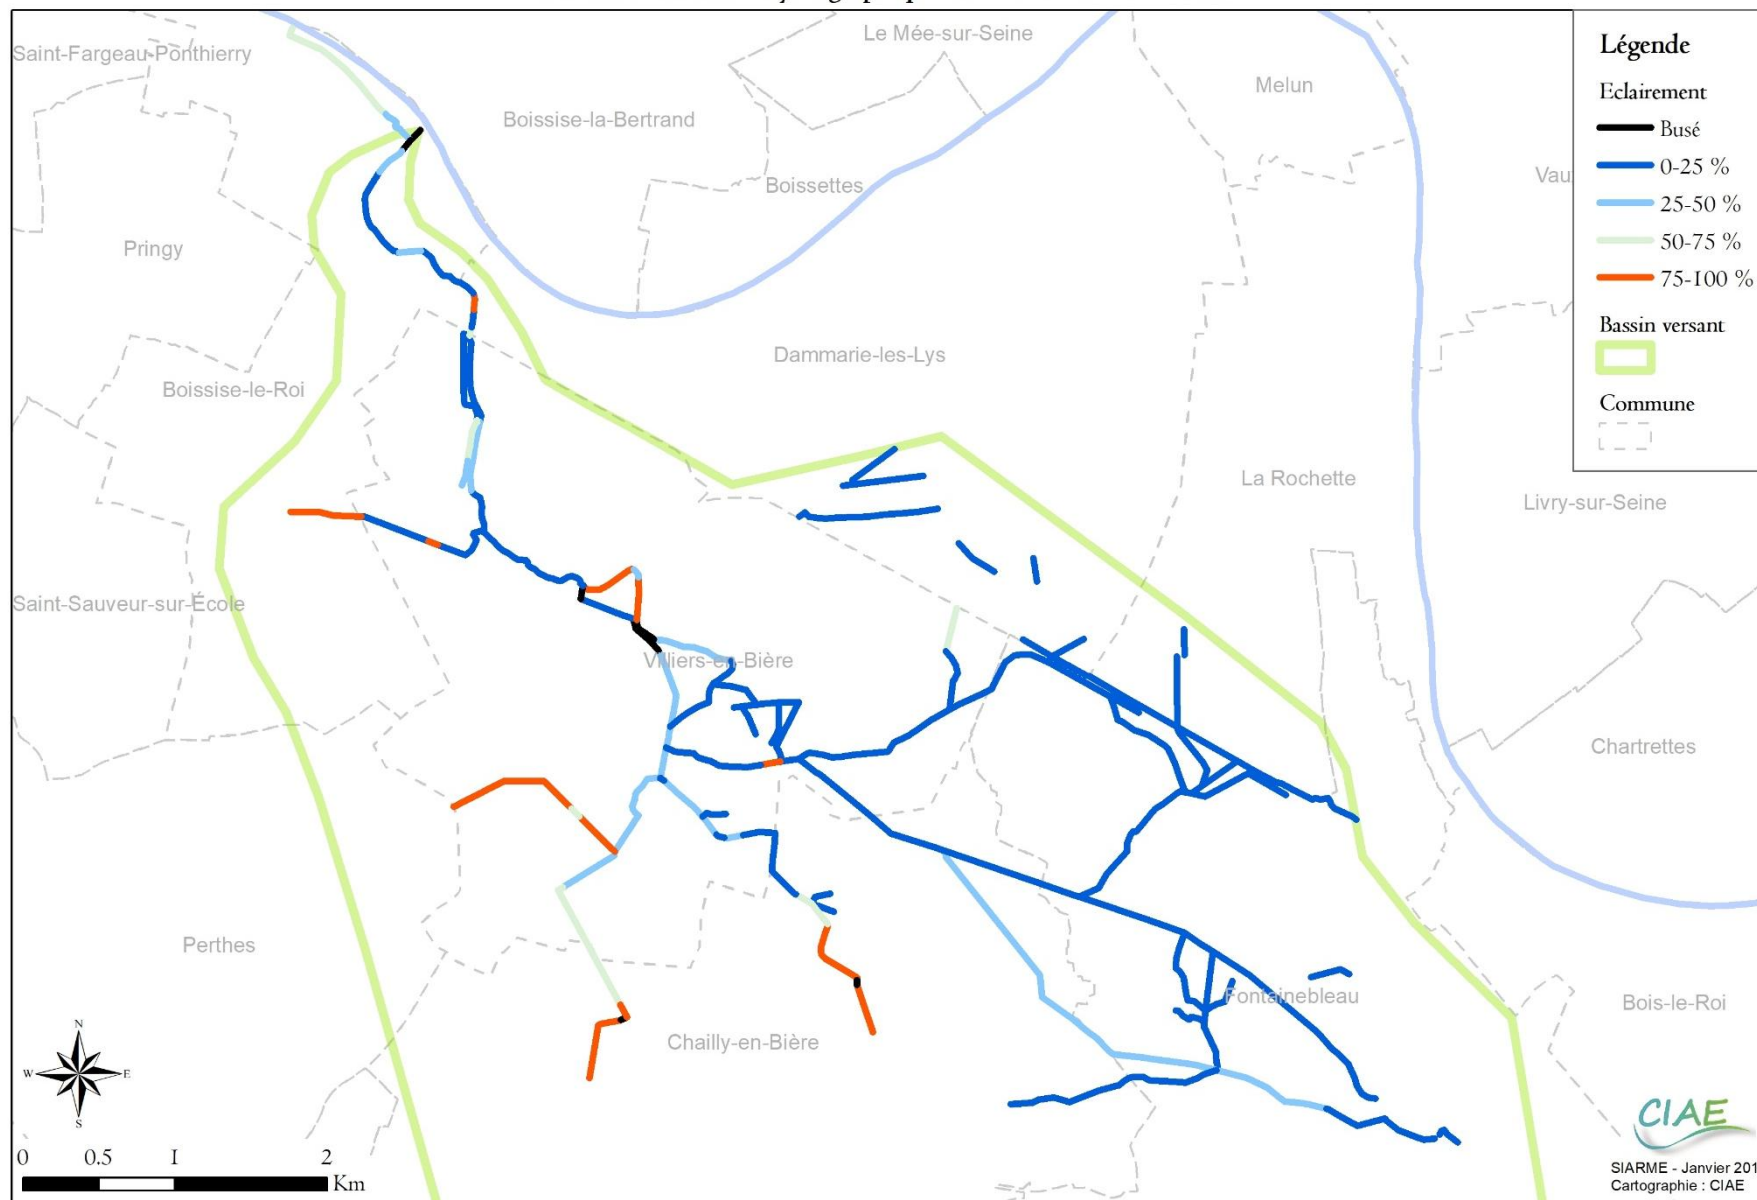 Saint-Fargeau-Ponthierry
Le Mée-sur-Seine
Melun
Boissise-la-Bertrand
Boissettes
Pringy
Dammarie-les-Lys
Boissise-le-Roi
La Rochette
Livry-sur-Seine
Saint-Sauveur-sur-École
Villiers-en-Bière
Chartrettes
Perthes
Fontainebleau
Bois-le-Roi
Chailly-en-Bière
Légende
Eclairement
Busé
0-25 %
25-50 %
50-75 %
75-100 %
Bassin versant
Commune
N
W
E
S
0 0.5 1 2
Km
CIAE
SIARME - Janvier 201
Cartographie : CIAE